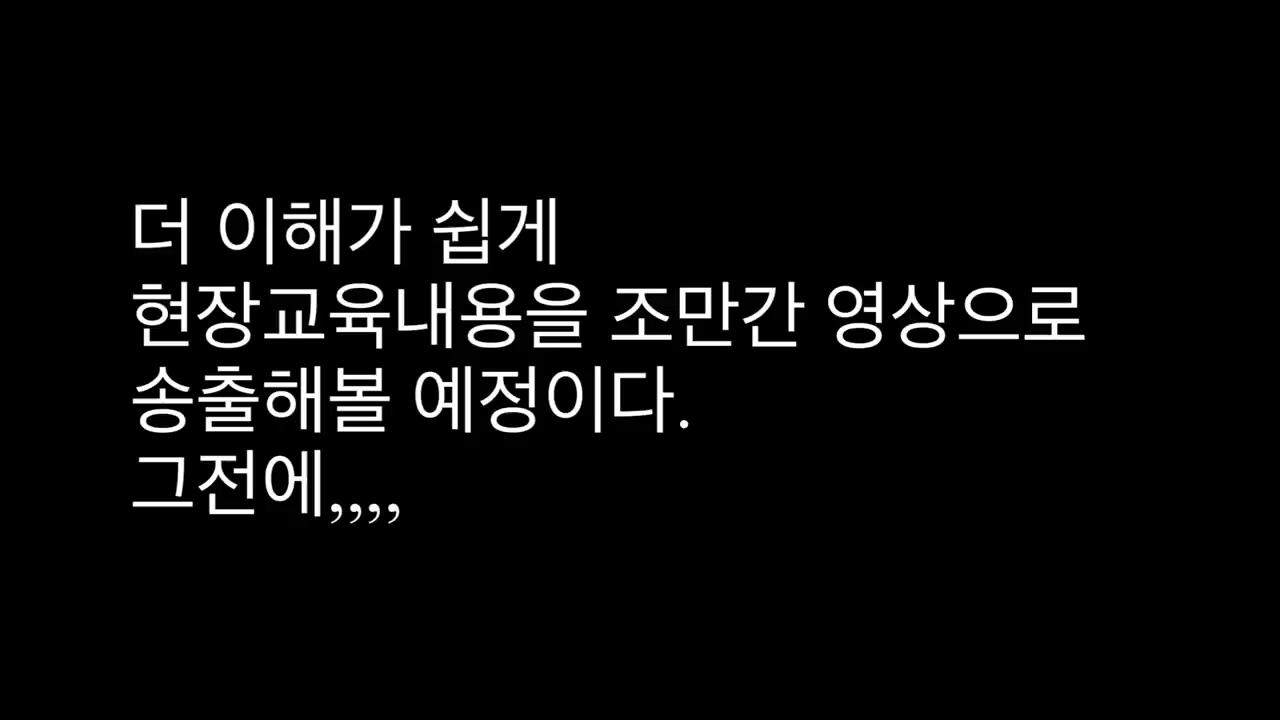 더 이해가 쉽게
현장교육내용을 조만간 영상으로
송출해볼 예정이다.
그전에,,,,